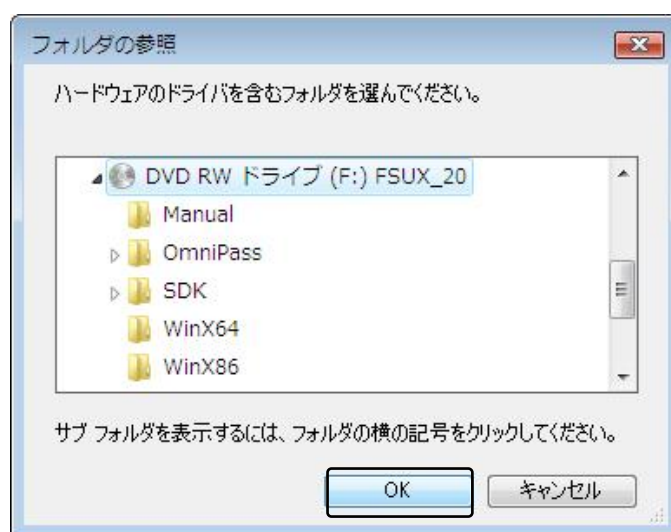 フォルダの参照
ハードウェアのドライバを含むフォルダを選んでください。
DVD RW ドライブ (F:) FSUX_20
Manual
OmniPass
SDK
WinX64
WinX86
サブ フォルダを表示するには、フォルダの横の記号をクリックしてください。
OK キャンセル